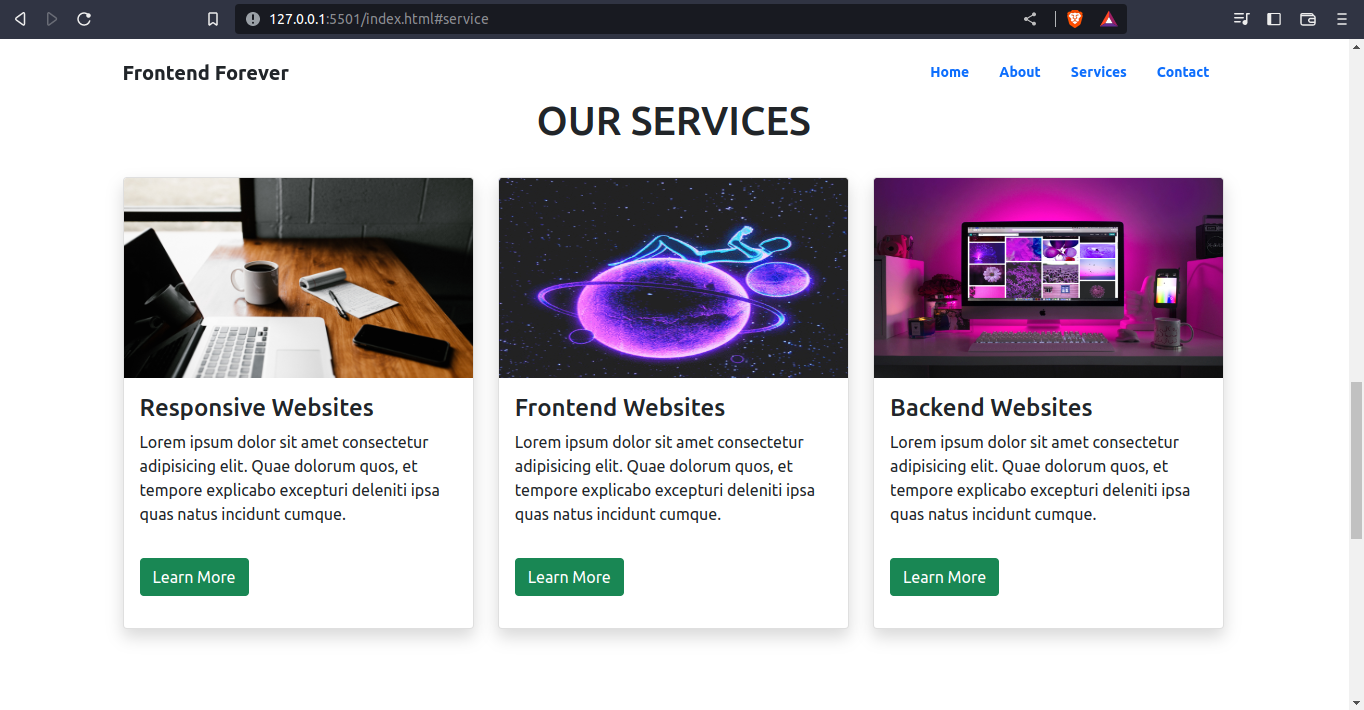 127.0.0.1:5501/index.html#service
Frontend Forever
Home About Services Contact
OUR SERVICES
Responsive Websites
Lorem ipsum dolor sit amet consectetur
adipisicing elit. Quae dolorum quos, et
tempore explicabo excepturi deleniti ipsa
quas natus incidunt cumque.
Learn More
Frontend Websites
Lorem ipsum dolor sit amet consectetur
adipisicing elit. Quae dolorum quos, et
tempore explicabo excepturi deleniti ipsa
quas natus incidunt cumque.
Learn More
Backend Websites
Lorem ipsum dolor sit amet consectetur
adipisicing elit. Quae dolorum quos, et
tempore explicabo excepturi deleniti ipsa
quas natus incidunt cumque.
Learn More